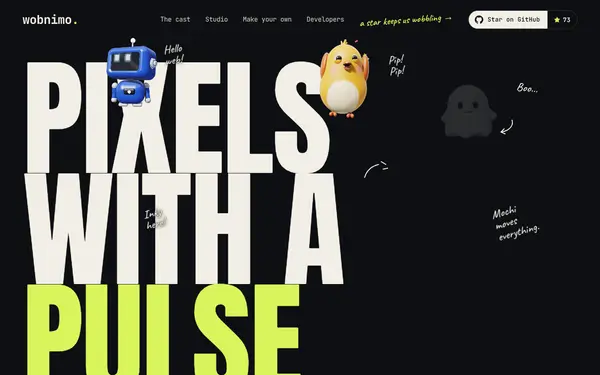 wobnimo.
The cast
Studio
Make your own
Developers
a star keeps us wobbling →
Star on GitHub
★ 73
Hello
web!
Pip!
Pip!
Boo...
PIXELS
WITH A
PULSE
Mochi
moves
everything.